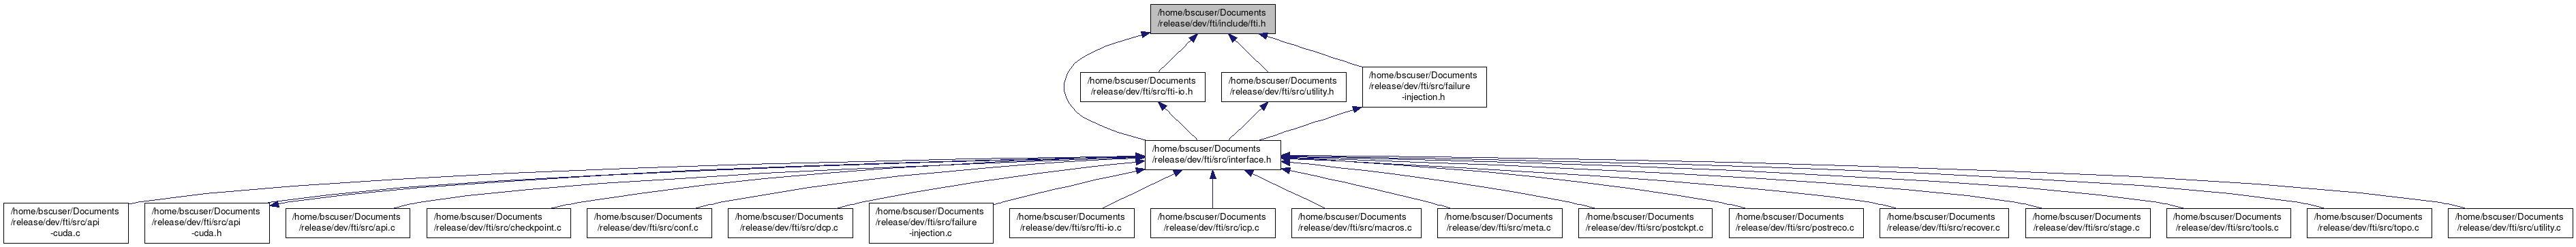 /home/bscuser/Documents
/release/dev/fti/include/fti.h
/home/bscuser/Documents
/release/dev/fti/src/fti-io.h
/home/bscuser/Documents
/release/dev/fti/src/utility.h
/home/bscuser/Documents
/release/dev/fti/src/failure
-injection.h
/home/bscuser/Documents
/release/dev/fti/src/interface.h
/home/bscuser/Documents
/release/dev/fti/src/api
-cuda.c
/home/bscuser/Documents
/release/dev/fti/src/api
-cuda.h
/home/bscuser/Documents
/release/dev/fti/src/api.c
/home/bscuser/Documents
/release/dev/fti/src/checkpoint.c
/home/bscuser/Documents
/release/dev/fti/src/conf.c
/home/bscuser/Documents
/release/dev/fti/src/dcp.c
/home/bscuser/Documents
/release/dev/fti/src/failure
-injection.c
/home/bscuser/Documents
/release/dev/fti/src/fti-io.c
/home/bscuser/Documents
/release/dev/fti/src/icp.c
/home/bscuser/Documents
/release/dev/fti/src/macros.c
/home/bscuser/Documents
/release/dev/fti/src/meta.c
/home/bscuser/Documents
/release/dev/fti/src/postckpt.c
/home/bscuser/Documents
/release/dev/fti/src/postreco.c
/home/bscuser/Documents
/release/dev/fti/src/recover.c
/home/bscuser/Documents
/release/dev/fti/src/stage.c
/home/bscuser/Documents
/release/dev/fti/src/tools.c
/home/bscuser/Documents
/release/dev/fti/src/topo.c
/home/bscuser/Documents
/release/dev/fti/src/utility.c